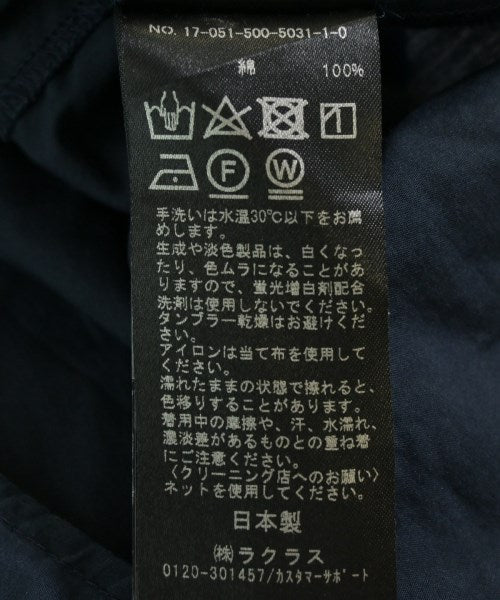 NO. 17-051-500-5031-1-0
綿 100%
F W
手洗いは水温30℃以下をお薦
めします。
生成や淡色製品は、白くなっ
たり、色ムラになることがあ
りますので、蛍光増白剤配合
洗剤は使用しないでください。
タンブラー乾燥はお避けくだ
さい。
アイロンは当て布を使用して
ください。
濡れたままの状態で擦れると、
色移りすることがあります。
着用中の摩擦や、汗、水濡れ、
濃淡差があるものとの重ね着
にご注意ください。
〈クリーニング店へのお願い〉
ネットを使用してください。
日本製
㈱ ラクラス
0120-301457/ｶｽﾀﾏｰｻﾎﾟｰﾄ